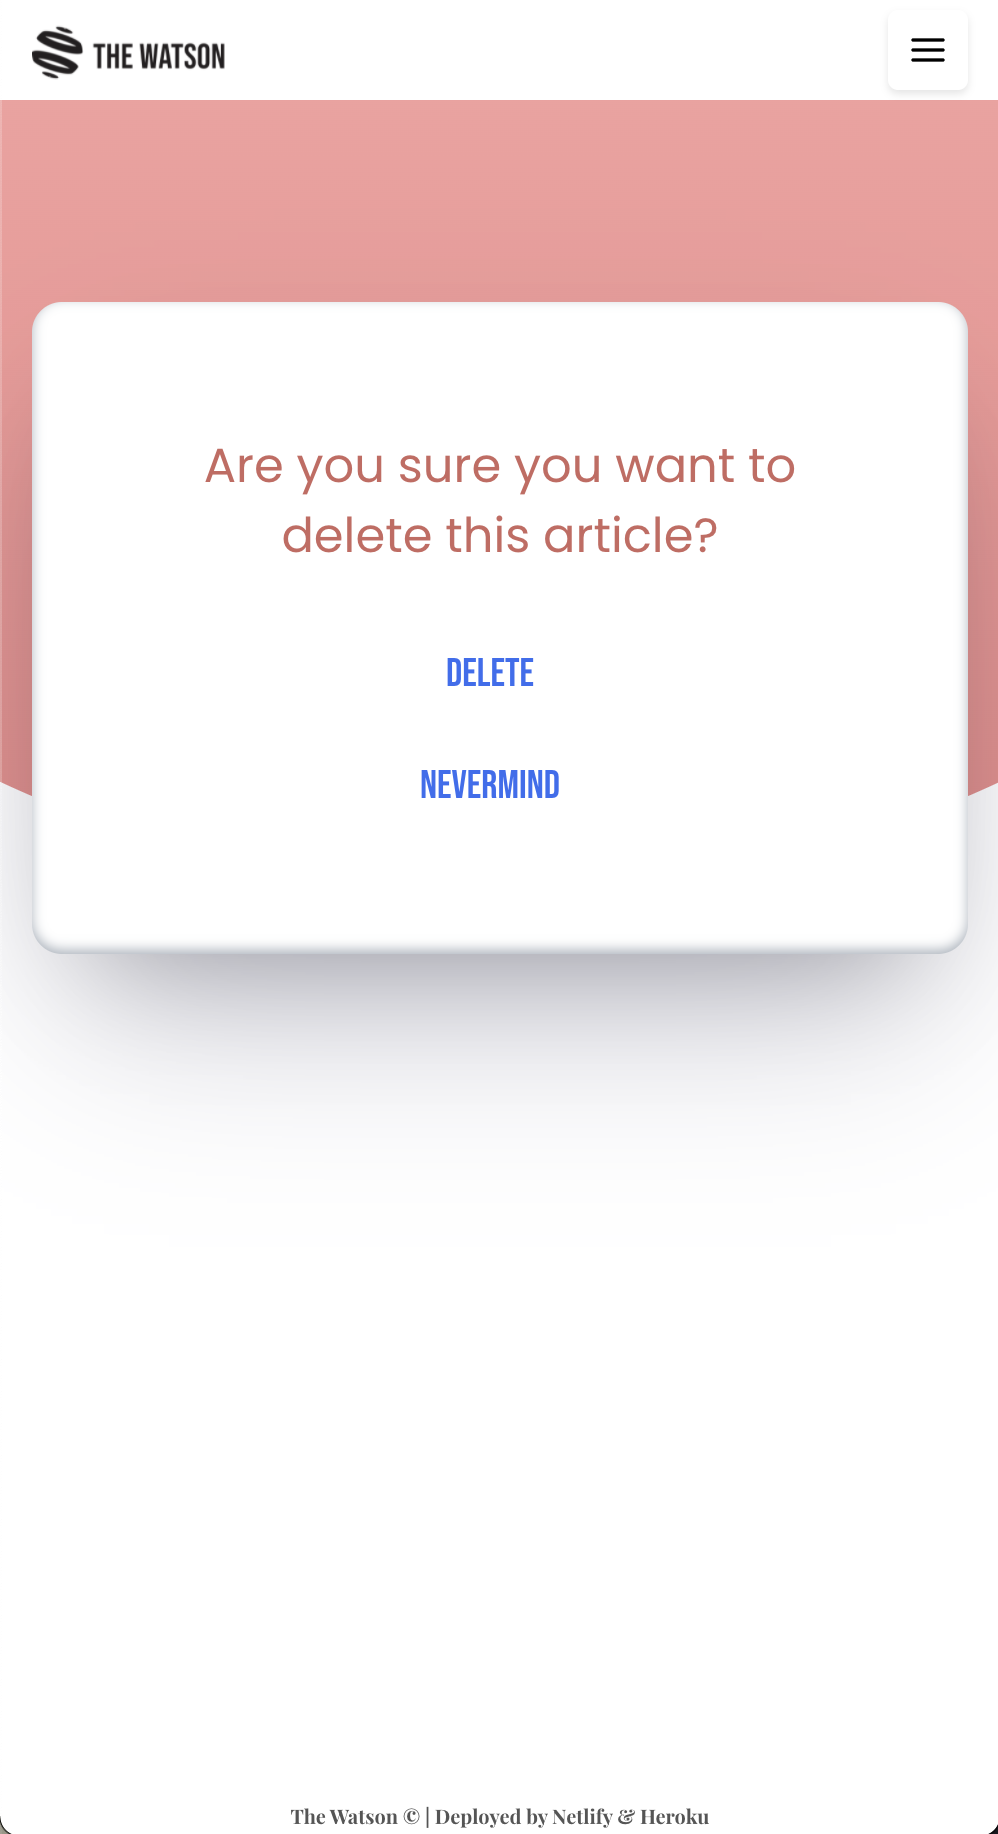 THE WATSON
Are you sure you want to
delete this article?
DELETE
NEVERMIND
The Watson © | Deployed by Netlify & Heroku